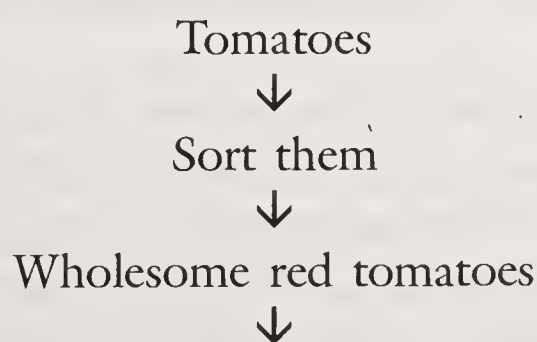 Tomatoes
↓
Sort them
↓
Wholesome red tomatoes
↓